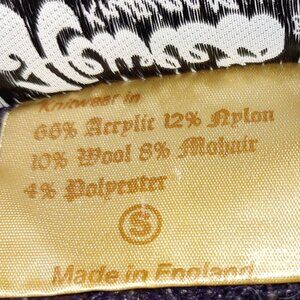 Knitwear in
66% Acrylic 12% Nylon
10% Wool 8% Mohair
4% Polyester
S
Made in England